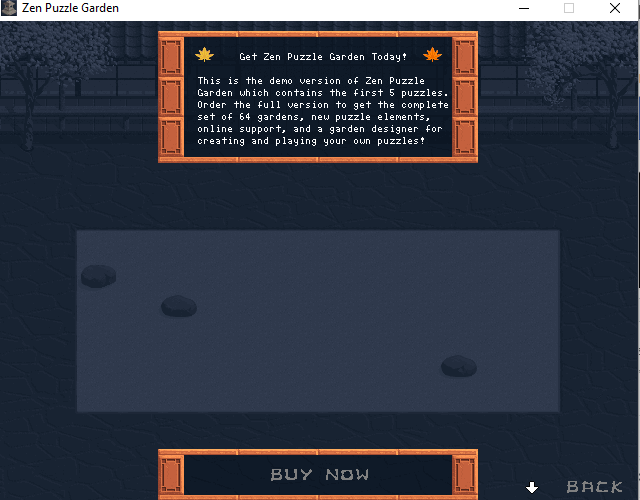 Zen Puzzle Garden
Get Zen Puzzle Garden Today!
This is the demo version of Zen Puzzle
Garden which contains the first 5 puzzles.
Order the full version to get the complete
set of 64 gardens, new puzzle elements,
online support, and a garden designer for
creating and playing your own puzzles!
BUY NOW
BACK